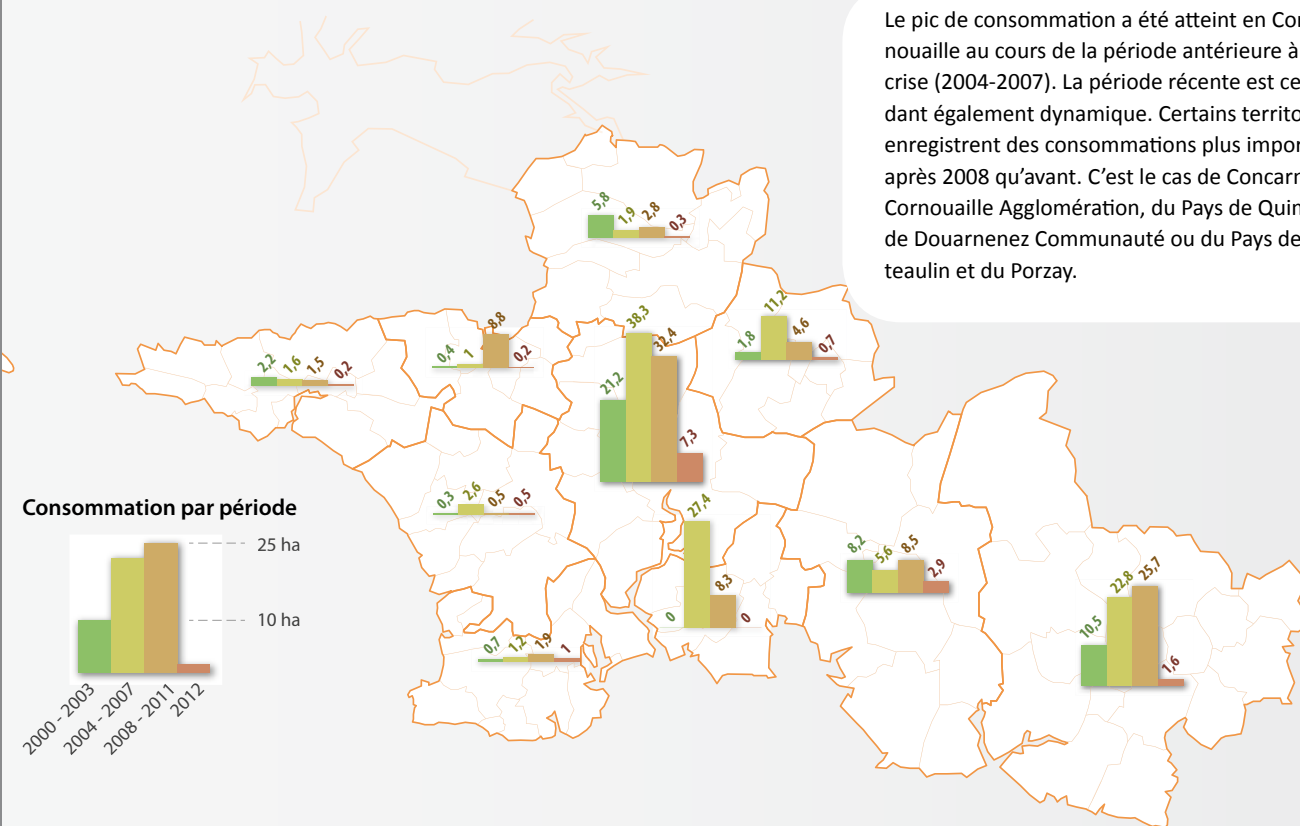 Le pic de consommation a été atteint en Cor
nouaille au cours de la période antérieure à
crise (2004-2007). La période récente est ce
dant également dynamique. Certains territo
enregistrent des consommations plus impor
après 2008 qu'avant. C'est le cas de Concarn
Cornouaille Agglomération, du Pays de Quin
de Douarnenez Communauté ou du Pays de
teaulin et du Porzay.
5,8 1,9 2,8 0,3
1,8 11,2 4,6 0,7
0,4 1 8,8 0,2
2,2 1,6 1,5 0,2
21,2 38,3 32,4 7,3
0,3 2,6 0,5 0,5
0 27,4 8,3 0
8,2 5,6 8,5 2,9
10,5 22,8 25,7 1,6
0,7 1,2 1,9 1
Consommation par période
25 ha
10 ha
2000 - 2003
2004 - 2007
2008 - 2011
2012